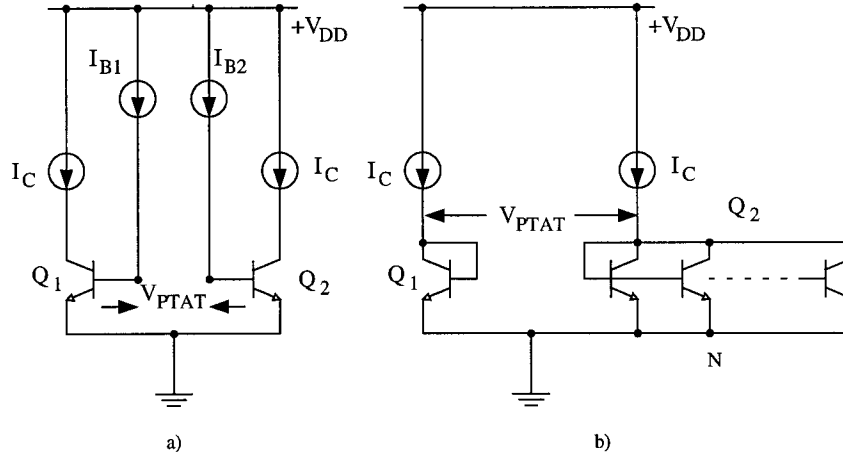 +V_DD
I_B1
I_B2
I_C
I_C
Q_1
V_PTAT
Q_2
a)
+V_DD
I_C
I_C
V_PTAT
Q_2
Q_1
N
b)